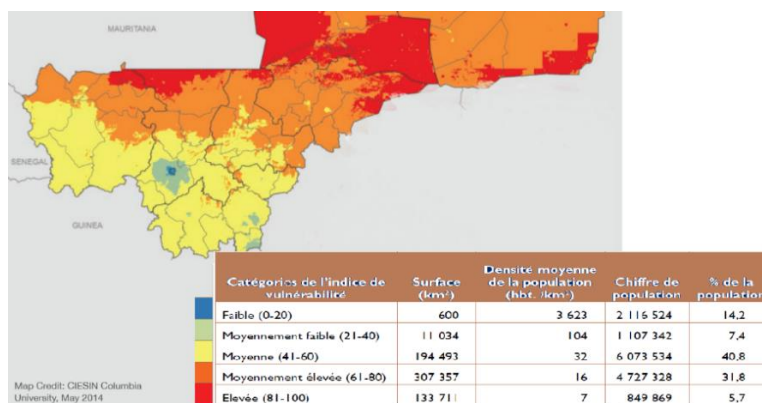 MAURITANIA
SENEGAL
GUINEA
Catégories de l'indice de vulnérabilité Surface (km²) Densité moyenne de la population (hbt. /km²) Chiffre de population % de la population
Faible (0-20) 600 3 623 2 116 524 14,2
Moyennement faible (21-40) 11 034 104 1 107 342 7,4
Moyenne (41-60) 194 493 32 6 073 534 40,8
Moyennement élevée (61-80) 307 357 16 4 727 328 31,8
Elevée (81-100) 133 711 7 849 869 5,7
Map Credit: CIESIN Columbia
University, May 2014